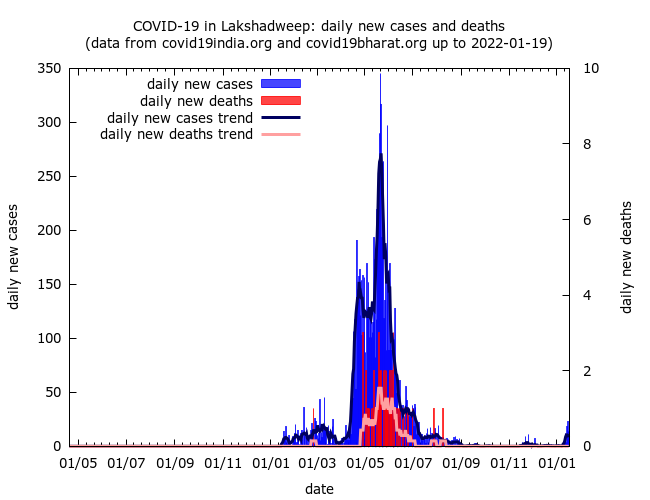 COVID-19 in Lakshadweep: daily new cases and deaths
(data from covid19india.org and covid19bharat.org up to 2022-01-19)
350
300
250
200
150
100
50
0
daily new cases
daily new cases
daily new deaths
daily new cases trend
daily new deaths trend
10
8
6
4
2
0
daily new deaths
01/05 01/07 01/09 01/11 01/01 01/03 01/05 01/07 01/09 01/11 01/01
date